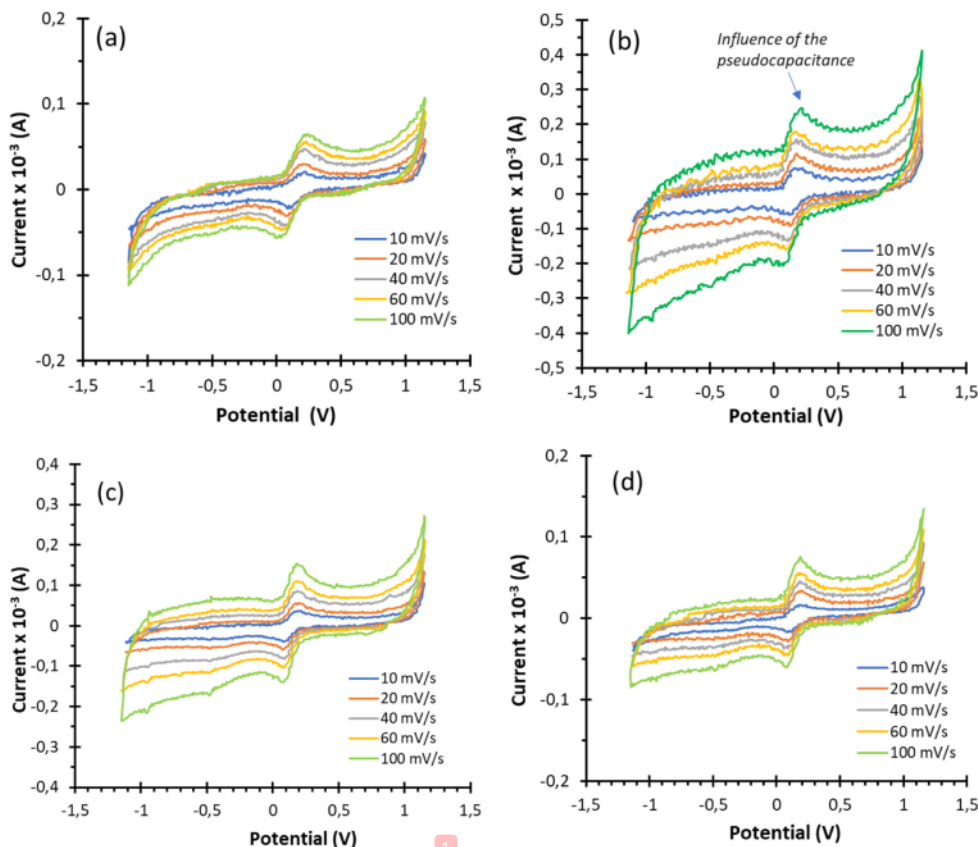 (a)
0,2
0,1
0
-0,1
-0,2
Current x 10⁻³ (A)
-1,5 -1 -0,5 0 0,5 1 1,5
Potential (V)
10 mV/s
20 mV/s
40 mV/s
60 mV/s
100 mV/s
(b)
Influence of the
pseudocapacitance
0,5
0,4
0,3
0,2
0,1
0
-0,1
-0,2
-0,3
-0,4
-0,5
Current x 10⁻³ (A)
-1,5 -1 -0,5 0 0,5 1 1,5
Potential (V)
10 mV/s
20 mV/s
40 mV/s
60 mV/s
100 mV/s
(c)
0,4
0,3
0,2
0,1
0
-0,1
-0,2
-0,3
-0,4
Current x 10⁻³ (A)
-1,5 -1 -0,5 0 0,5 1 1,5
Potential (V)
10 mV/s
20 mV/s
40 mV/s
60 mV/s
100 mV/s
(d)
0,2
0,1
0
-0,1
-0,2
Current x 10⁻³ (A)
-1,5 -1 -0,5 0 0,5 1 1,5
Potential (V)
10 mV/s
20 mV/s
40 mV/s
60 mV/s
100 mV/s